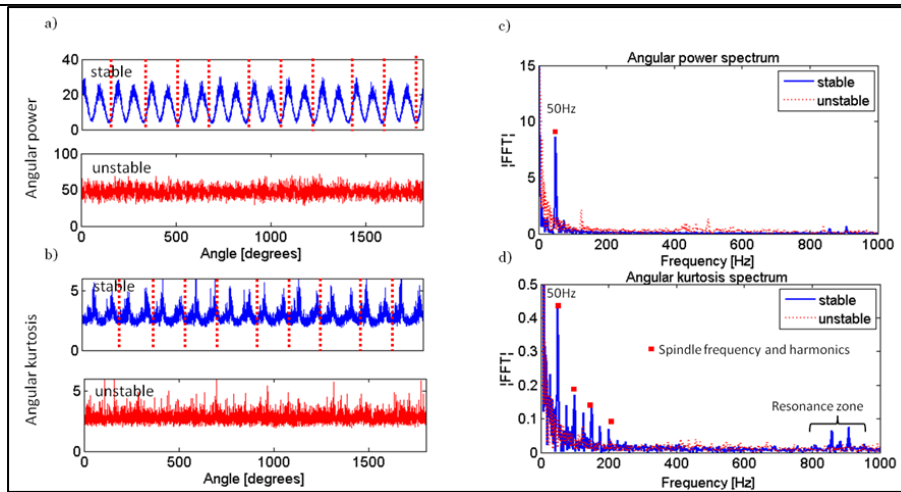 a)
Angular power
40
20
0
stable
100
50
0
unstable
0
500
1000
1500
Angle [degrees]
b)
Angular kurtosis
5
0
stable
5
0
unstable
0
500
1000
1500
Angle [degrees]
c)
Angular power spectrum
¦FFT¦
15
10
5
0
50Hz
stable
unstable
0
200
400
600
800
1000
Frequency [Hz]
d)
Angular kurtosis spectrum
¦FFT¦
0.5
0.4
0.3
0.2
0.1
0
50Hz
stable
unstable
Spindle frequency and harmonics
Resonance zone
0
200
400
600
800
1000
Frequency [Hz]